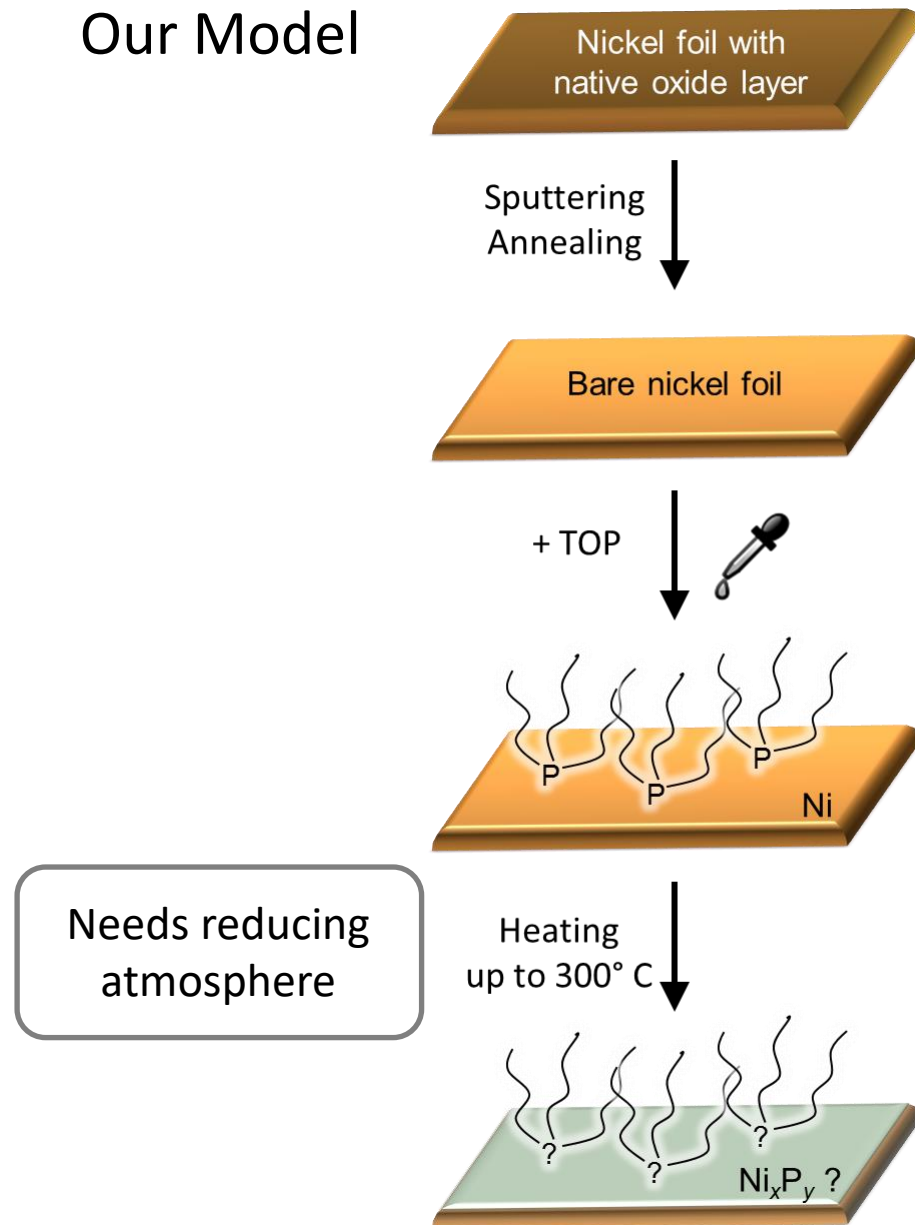 Our Model
Nickel foil with
native oxide layer
Sputtering
Annealing
Bare nickel foil
+ TOP
P
P
P
Ni
Needs reducing
atmosphere
Heating
up to 300° C
?
?
?
NixPy ?